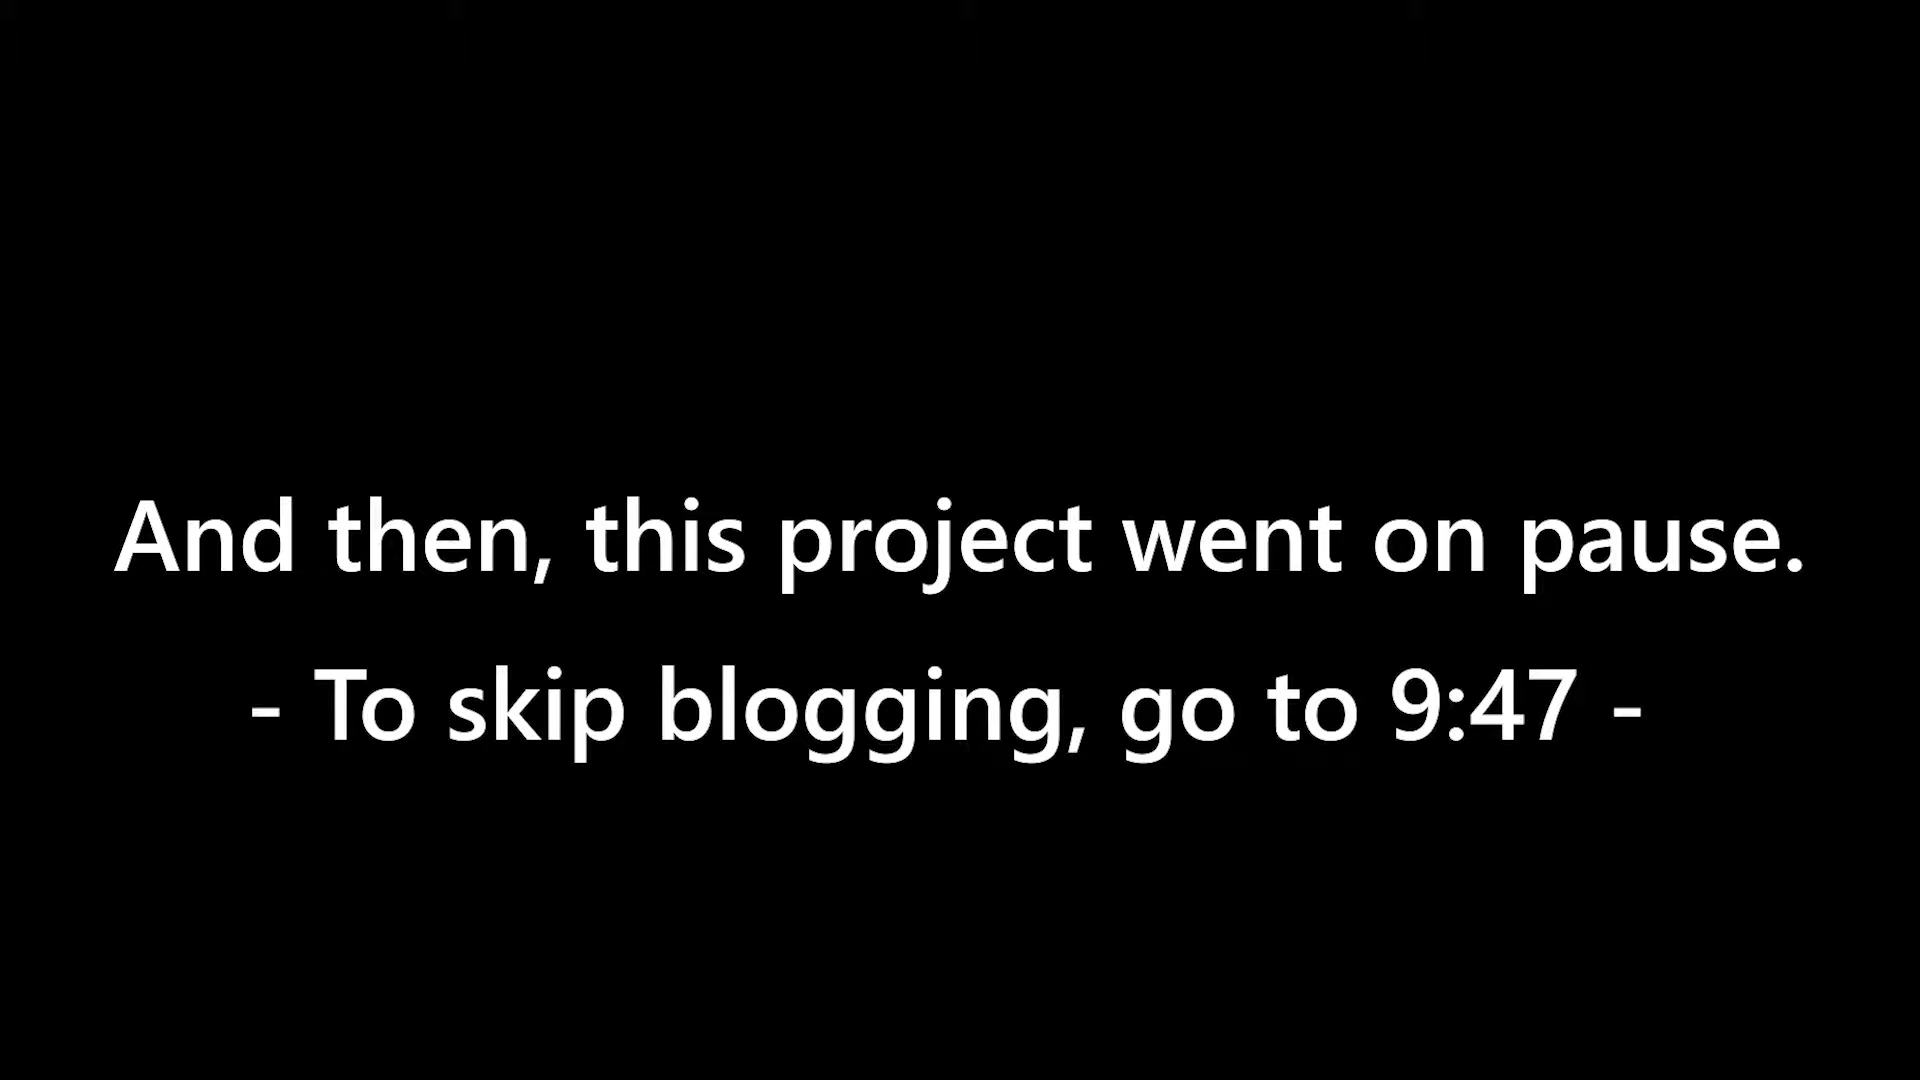 And then, this project went on pause.
- To skip blogging, go to 9:47 -